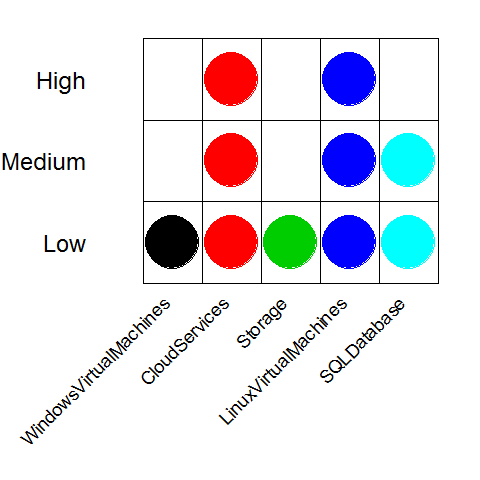 High
Medium
Low
WindowsVirtualMachines
CloudServices
Storage
LinuxVirtualMachines
SQLDatabase